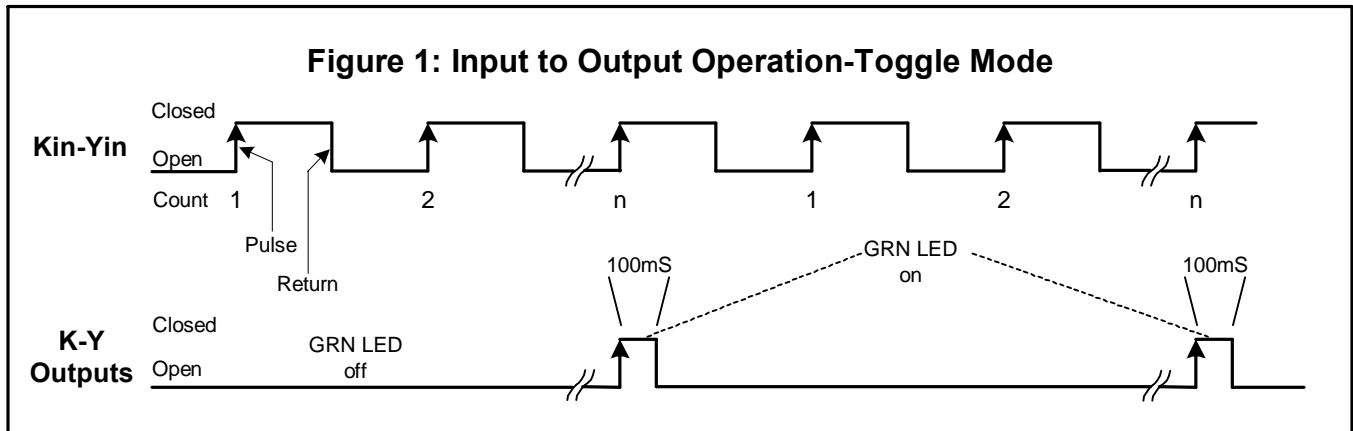 Figure 1: Input to Output Operation-Toggle Mode
Closed
Kin-Yin
Open
Count 1 2 n 1 2 n
Pulse
Return
100mS
GRN LED
on
100mS
Closed
K-Y
Outputs
Open
GRN LED
off